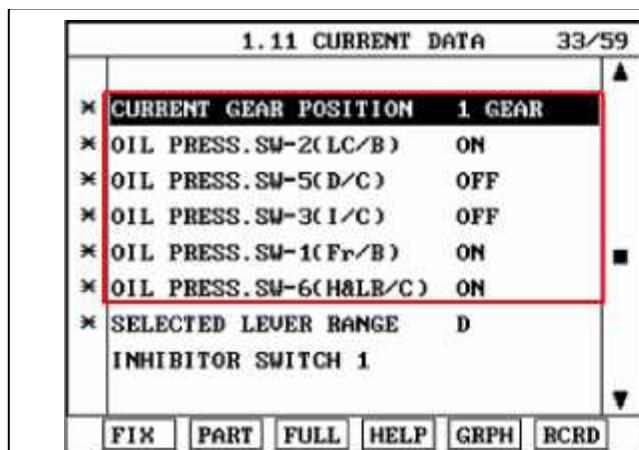 1.11 CURRENT DATA 33/59
▲
* CURRENT GEAR POSITION 1 GEAR
* OIL PRESS.SW-2(LC/B) ON
* OIL PRESS.SW-5(D/C) OFF
* OIL PRESS.SW-3(I/C) OFF
* OIL PRESS.SW-1(Fr/B) ON
* OIL PRESS.SW-6(H&LR/C) ON
* SELECTED LEVER RANGE D
INHIBITOR SWITCH 1
▼
FIX PART FULL HELP GRPH RCRD